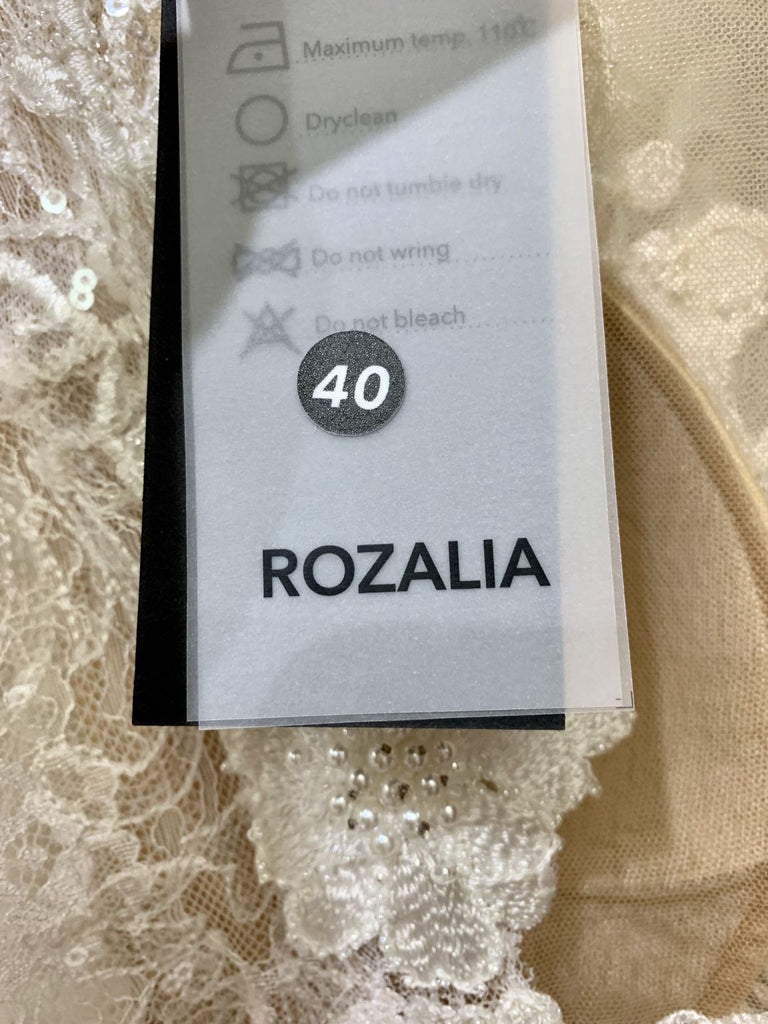 Maximum temp. 110°C
Dryclean
Do not tumble dry
Do not wring
Do not bleach
40
ROZALIA